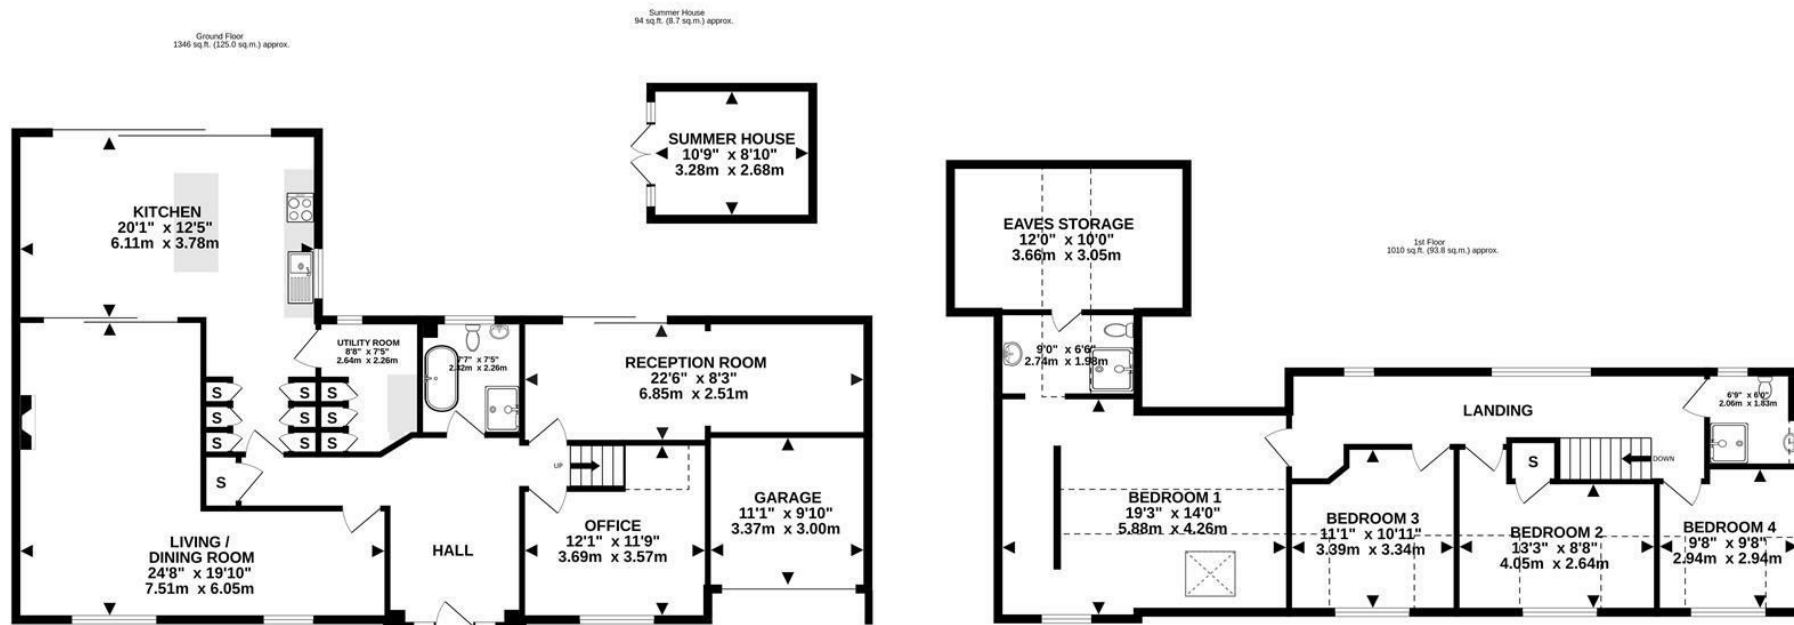 Ground Floor
1346 sq.ft. (125.0 sq.m.) approx.
Summer House
94 sq.ft. (8.7 sq.m.) approx.
SUMMER HOUSE
10'9" x 8'10"
3.28m x 2.68m
KITCHEN
20'1" x 12'5"
6.11m x 3.78m
UTILITY ROOM
8'8" x 7'5"
2.64m x 2.26m
7'7" x 7'5"
x 2.26m
RECEPTION ROOM
22'6" x 8'3"
6.85m x 2.51m
S
S
S
S
S
S
S
S
S
S
UP
LIVING /
DINING ROOM
24'8" x 19'10"
7.51m x 6.05m
HALL
OFFICE
12'1" x 11'9"
3.69m x 3.57m
GARAGE
11'1" x 9'10"
3.37m x 3.00m
1st Floor
1010 sq.ft. (93.8 sq.m.) approx.
EAVES STORAGE
12'0" x 10'0"
3.66m x 3.05m
9'0" x 6'6"
2.74m x 1.98m
LANDING
6'9" x 6'0"
2.06m x 1.83m
S
DOWN
BEDROOM 1
19'3" x 14'0"
5.88m x 4.26m
BEDROOM 3
11'1" x 10'11"
3.39m x 3.34m
BEDROOM 2
13'3" x 8'8"
4.05m x 2.64m
BEDROOM 4
9'8" x 9'8"
2.94m x 2.94m